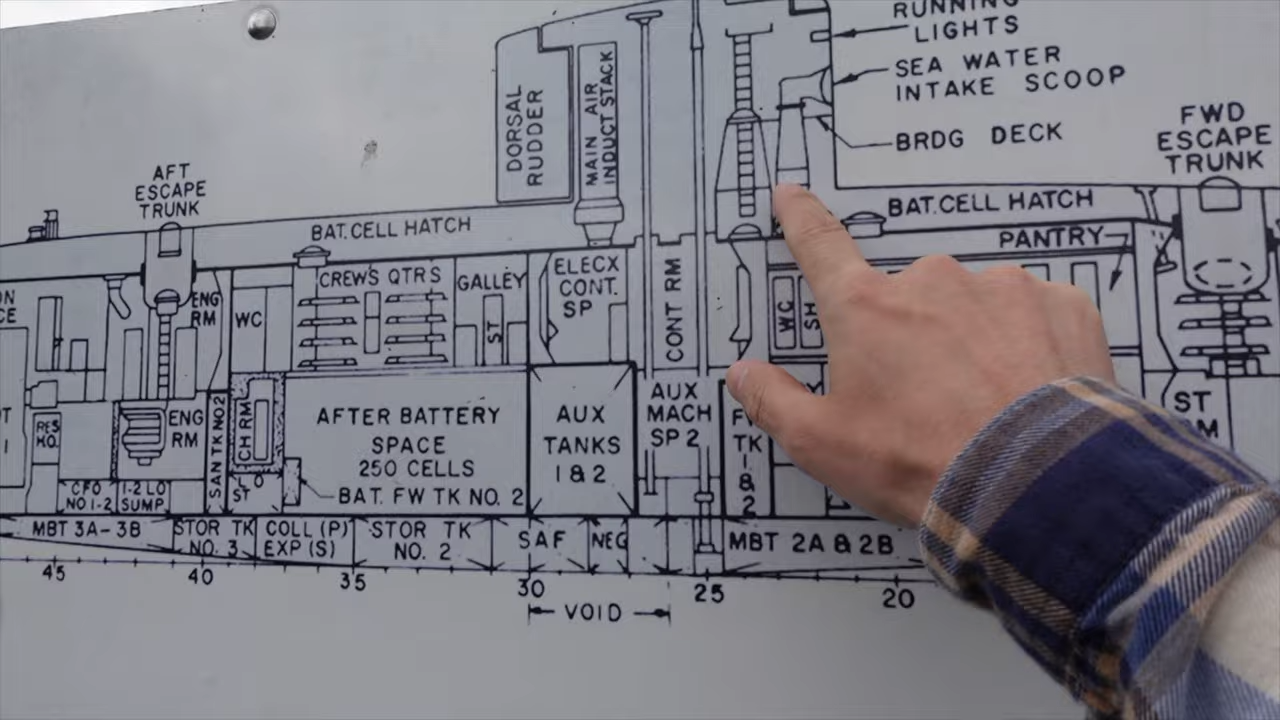 RUNNING
LIGHTS
SEA WATER
INTAKE SCOOP
BRDG DECK
FWD
ESCAPE
TRUNK
DORSAL
RUDDER
MAIN AIR
INDUCT STACK
AFT
ESCAPE
TRUNK
BAT. CELL HATCH
BAT. CELL HATCH
PANTRY
ENG
RM
WC
CREW'S QTRS
GALLEY
ST
ELECX
CONT.
SP
CONT RM
WC
SH
RES
HO.
ENG
RM
SAN TK NO2
CH RM
LO
ST
AFTER BATTERY
SPACE
250 CELLS
BAT. FW TK NO. 2
AUX
TANKS
1 & 2
AUX
MACH
SP 2
TK
1
&
2
ST
CFO
NO 1-2
1-2 LO
SUMP
MBT 3A-3B
STOR TK
NO. 3
COLL (P)
EXP (S)
STOR TK
NO. 2
SAF
NEG
MBT 2A & 2B
45
40
35
30
25
20
VOID